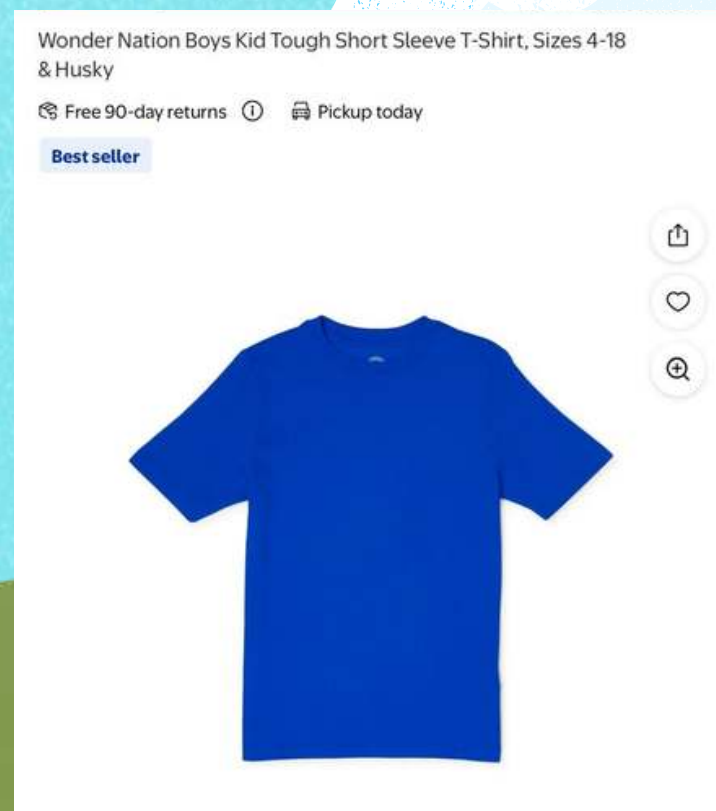 Wonder Nation Boys Kid Tough Short Sleeve T-Shirt, Sizes 4-18
& Husky
Free 90-day returns Pickup today
Best seller